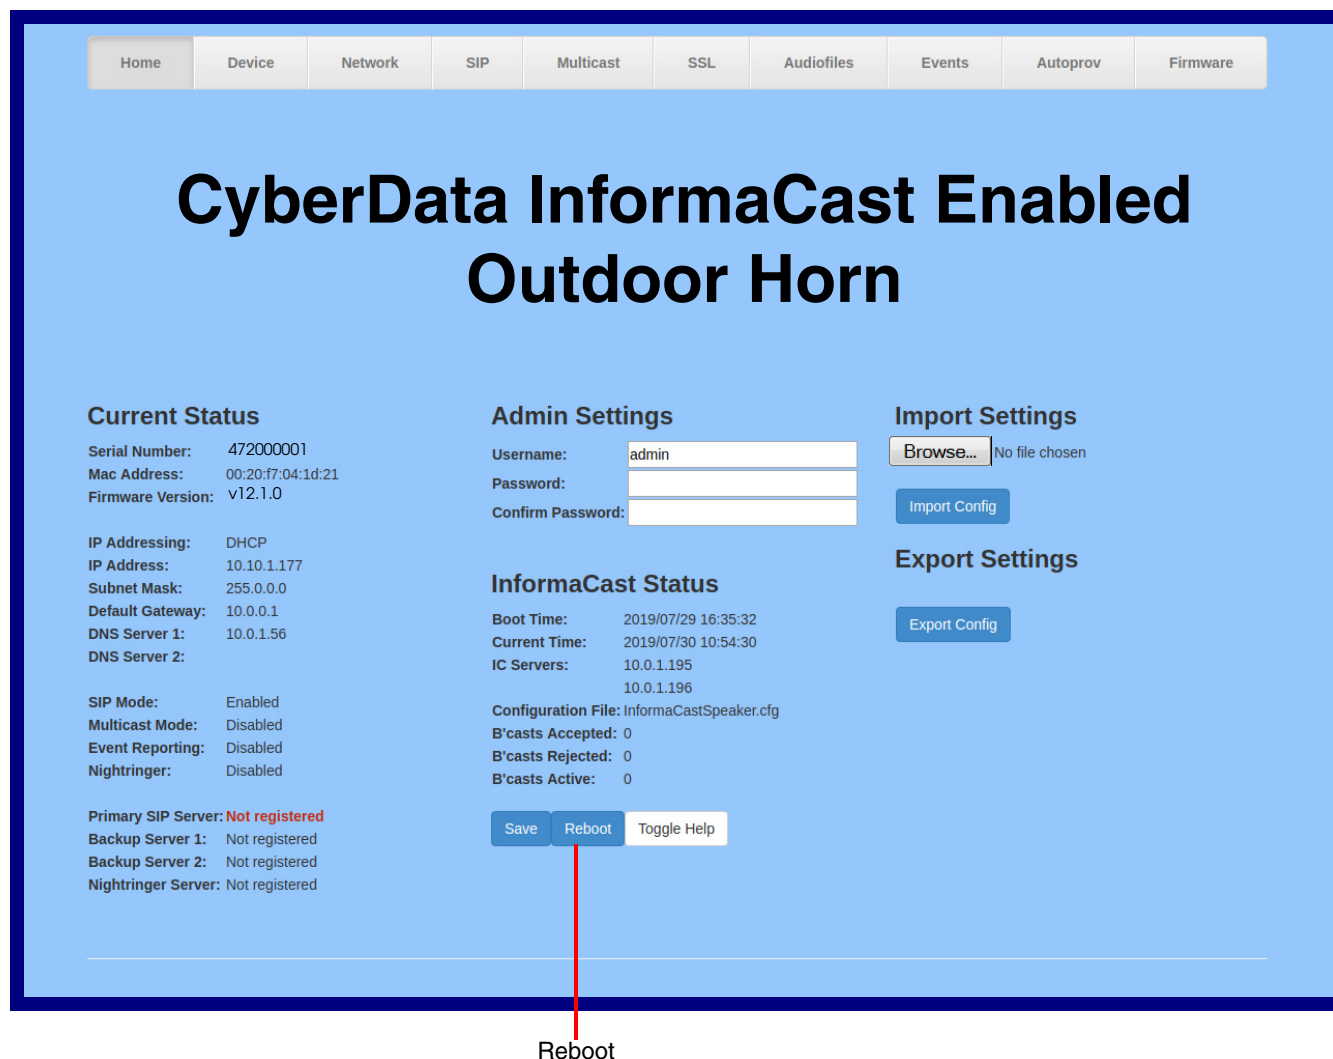 Home Device Network SIP Multicast SSL Audiofiles Events Autoprov Firmware
CyberData InformaCast Enabled
Outdoor Horn
Current Status
Serial Number: 472000001
Mac Address: 00:20:f7:04:1d:21
Firmware Version: v12.1.0
IP Addressing: DHCP
IP Address: 10.10.1.177
Subnet Mask: 255.0.0.0
Default Gateway: 10.0.0.1
DNS Server 1: 10.0.1.56
DNS Server 2:
SIP Mode: Enabled
Multicast Mode: Disabled
Event Reporting: Disabled
Nightringer: Disabled
Primary SIP Server: Not registered
Backup Server 1: Not registered
Backup Server 2: Not registered
Nightringer Server: Not registered
Admin Settings
Username: admin
Password:
Confirm Password:
InformaCast Status
Boot Time: 2019/07/29 16:35:32
Current Time: 2019/07/30 10:54:30
IC Servers: 10.0.1.195
10.0.1.196
Configuration File: InformaCastSpeaker.cfg
B'casts Accepted: 0
B'casts Rejected: 0
B'casts Active: 0
Save Reboot Toggle Help
Import Settings
Browse... No file chosen
Import Config
Export Settings
Export Config
Reboot